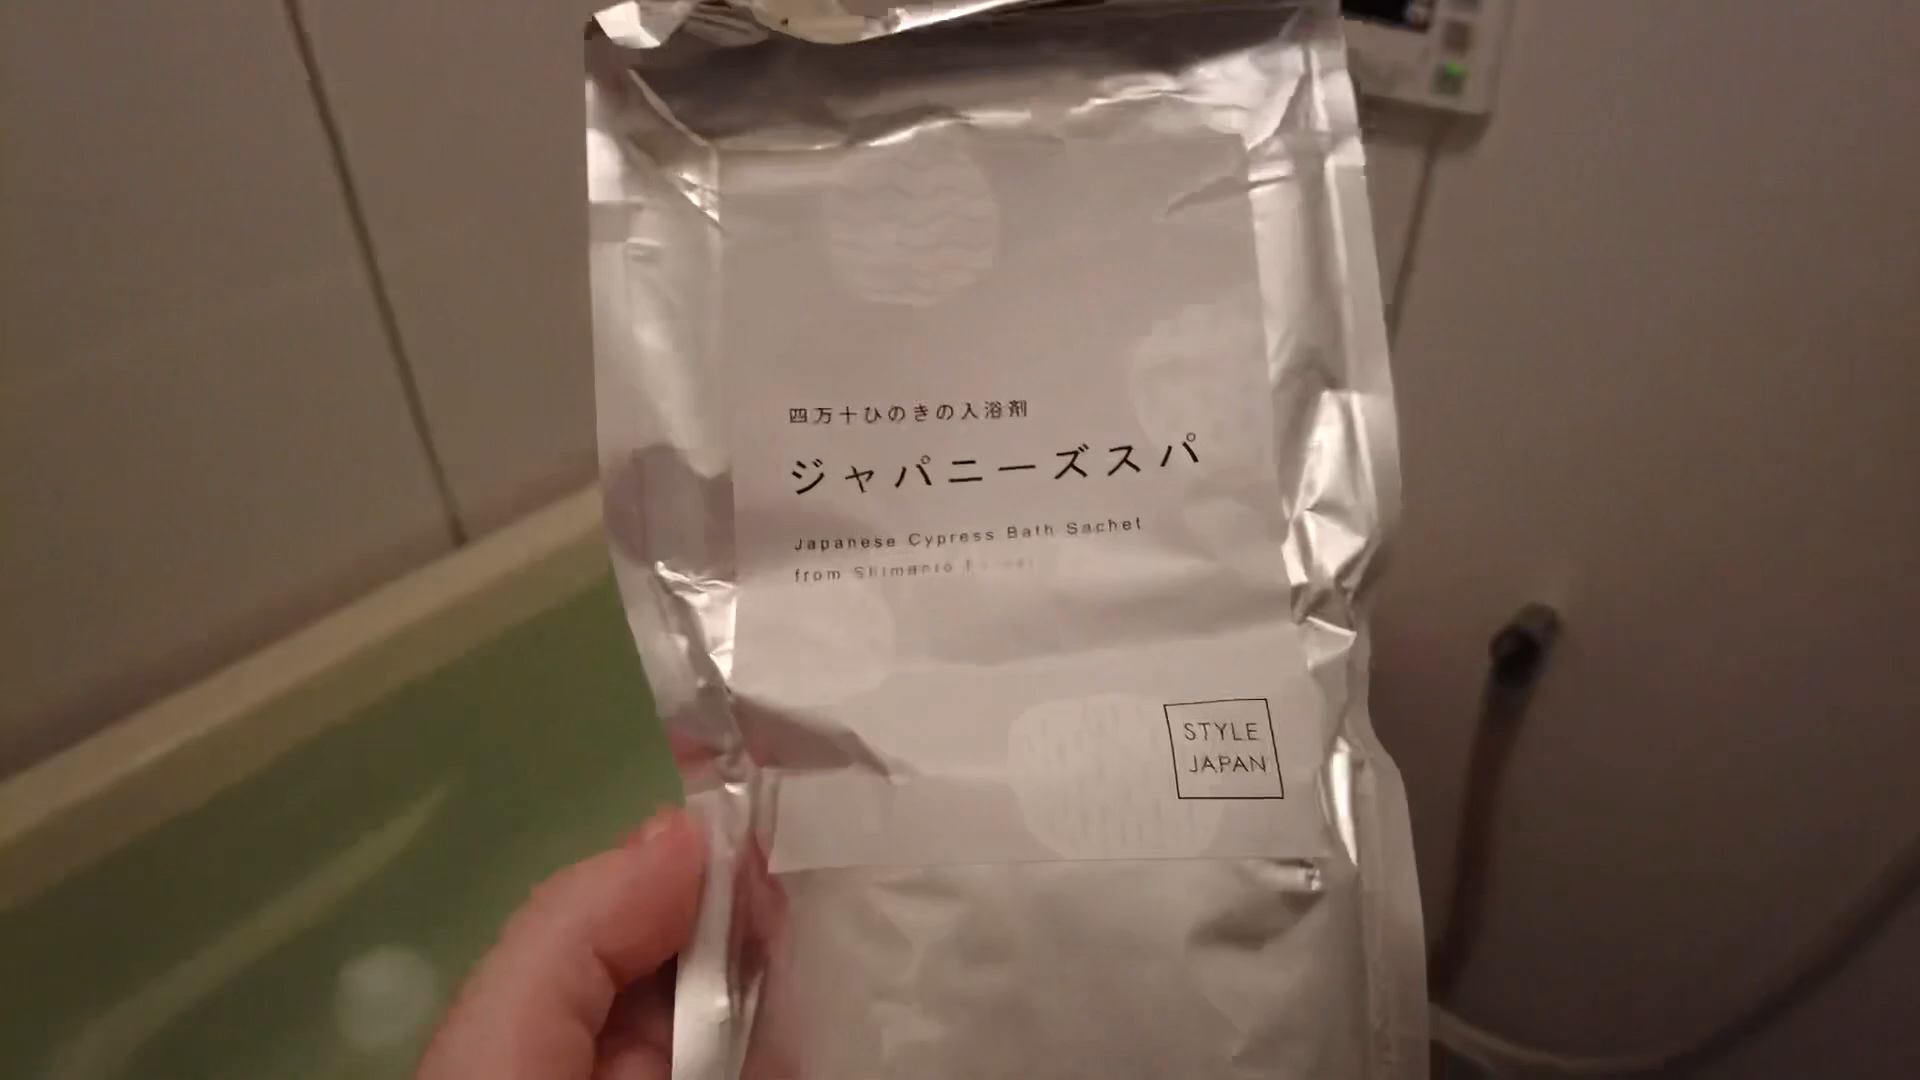 四万十ひのきの入浴剤
ジャパニーズスパ
Japanese Cypress Bath Sachet
from Shimanto
STYLE
JAPAN